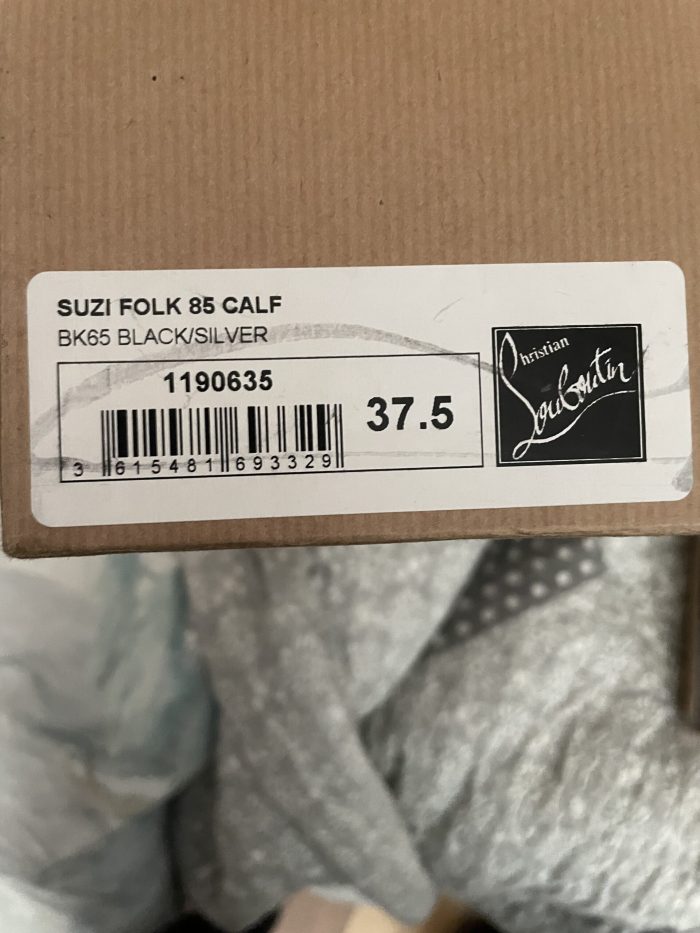 SUZI FOLK 85 CALF
BK65 BLACK/SILVER
1190635
37.5
3 615481 693329
Christian
Louboutin